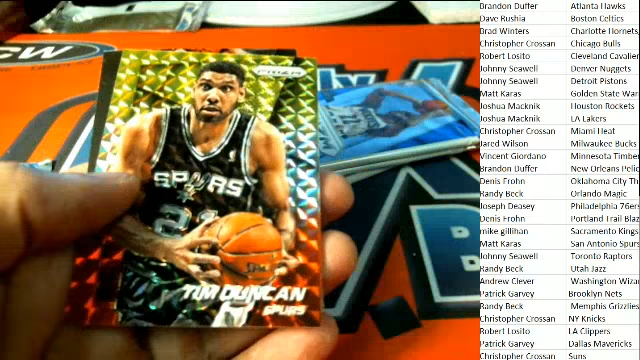 Brandon Duffer Atlanta Hawks
Dave Rushia Boston Celtics
Brad Winters Charlotte Hornets,
Christopher Crossan Chicago Bulls
Robert Losito Cleveland Cavalier
Johnny Seawell Denver Nuggets
Johnny Seawell Detroit Pistons
Matt Karas Golden State War
Joshua Macknik Houston Rockets
Joshua Macknik LA Lakers
Christopher Crossan Miami Heat
Jared Wilson Milwaukee Bucks
Vincent Giordano Minnesota Timbe
Brandon Duffer New Orleans Pelic
Denis Frohn Oklahoma City Th
Randy Beck Orlando Magic
Joseph Deasey Philadelphia 76ers
Denis Frohn Portland Trail Blaz
mike gillihan Sacramento Kings
Matt Karas San Antonio Spurs
Johnny Seawell Toronto Raptors
Randy Beck Utah Jazz
Andrew Clever Washington Wizar
Patrick Garvey Brooklyn Nets
Randy Beck Memphis Grizzlies
Christopher Crossan NY Knicks
Robert Losito LA Clippers
Patrick Garvey Dallas Mavericks
Christopher Crossan Suns
PRIZM
SPURS
21
TIM DUNCAN
SPURS